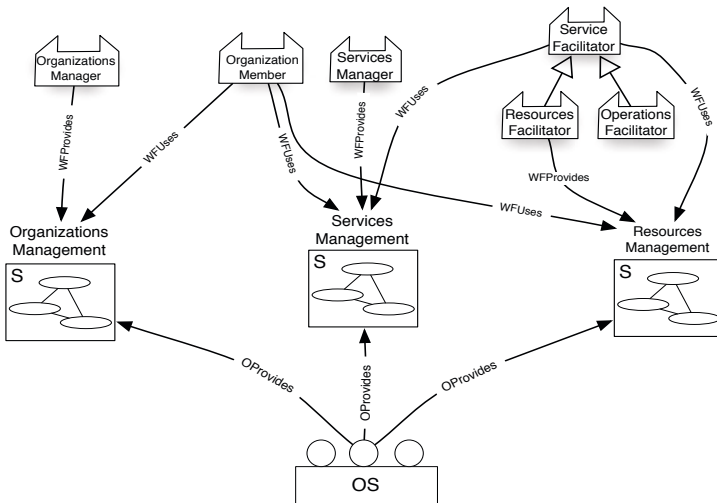 Organizations
Manager
Organization
Member
Services
Manager
Service
Facilitator
Resources
Facilitator
Operations
Facilitator
WFProvides
WFUses
WFUses
WFProvides
WFUses
WFUses
WFProvides
WFUses
Organizations
Management
Services
Management
Resources
Management
S
S
S
OProvides
OProvides
OProvides
OS